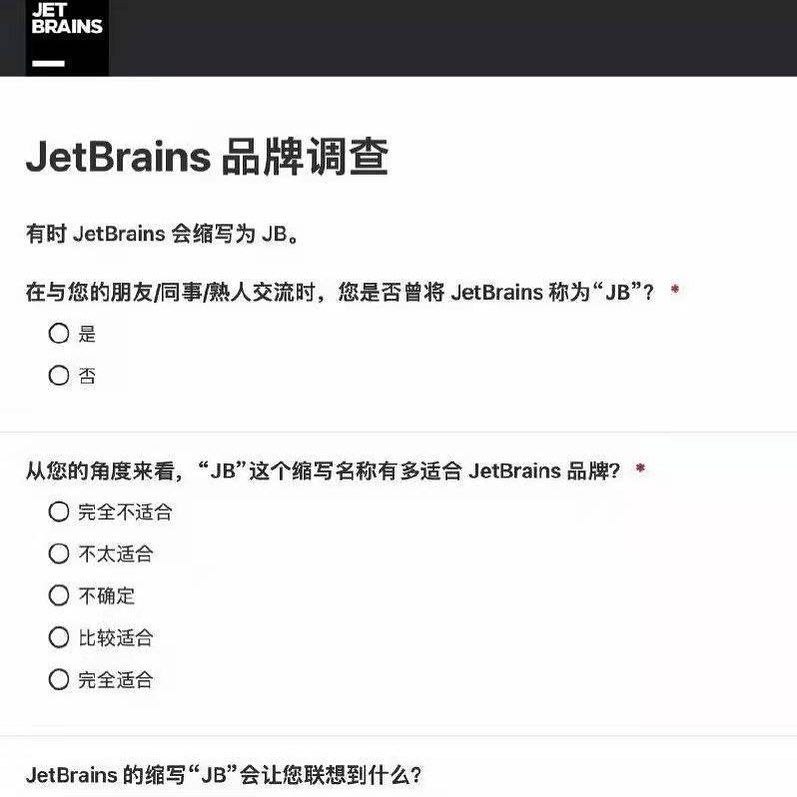 JET
BRAINS
JetBrains 品牌调查
有时 JetBrains 会缩写为 JB。
在与您的朋友/同事/熟人交流时，您是否曾将 JetBrains 称为“JB”？ *
是
否
从您的角度来看，“JB”这个缩写名称有多适合 JetBrains 品牌？ *
完全不适合
不太适合
不确定
比较适合
完全适合
JetBrains 的缩写“JB”会让您联想到什么？